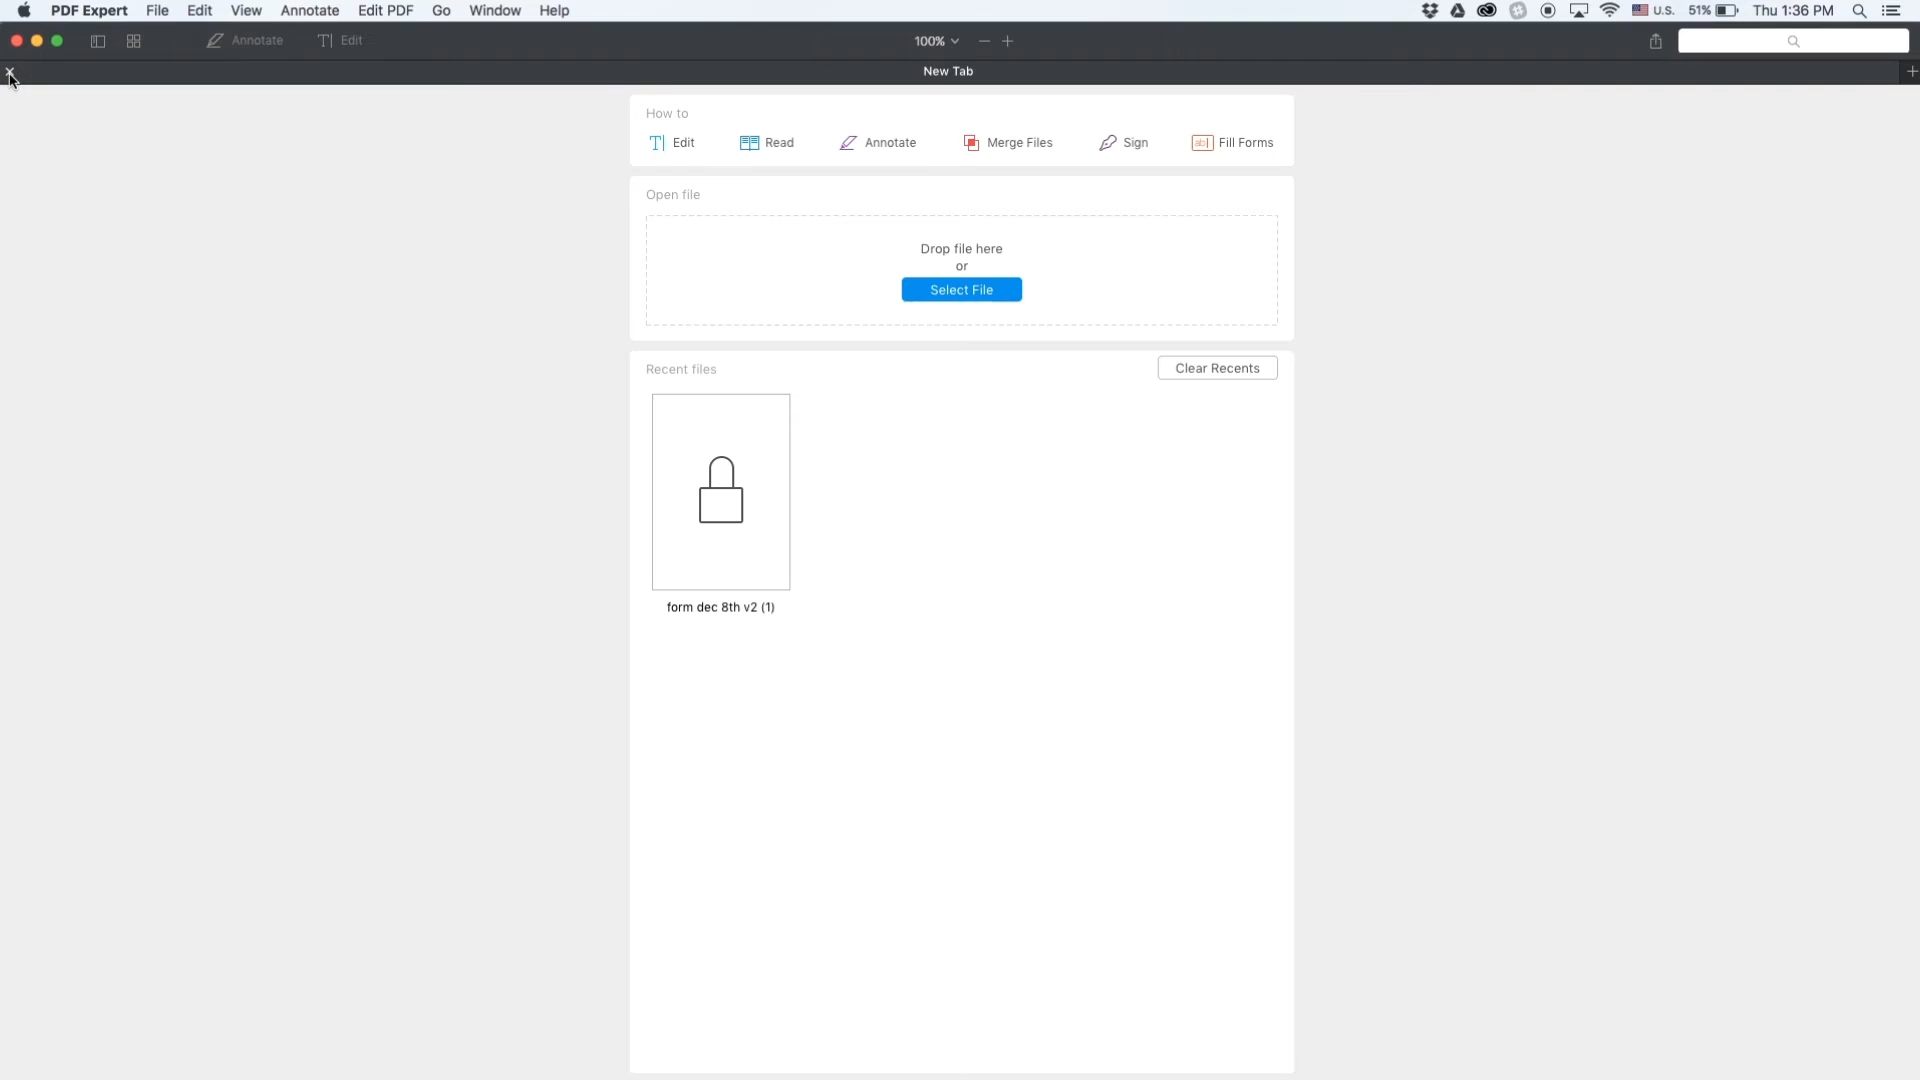 PDF Expert File Edit View Annotate Edit PDF Go Window Help U.S. 51% Thu 1:36 PM
Annotate Edit 100%
New Tab
How to
Edit Read Annotate Merge Files Sign Fill Forms
Open file
Drop file here
or
Select File
Recent files Clear Recents
form dec 8th v2 (1)